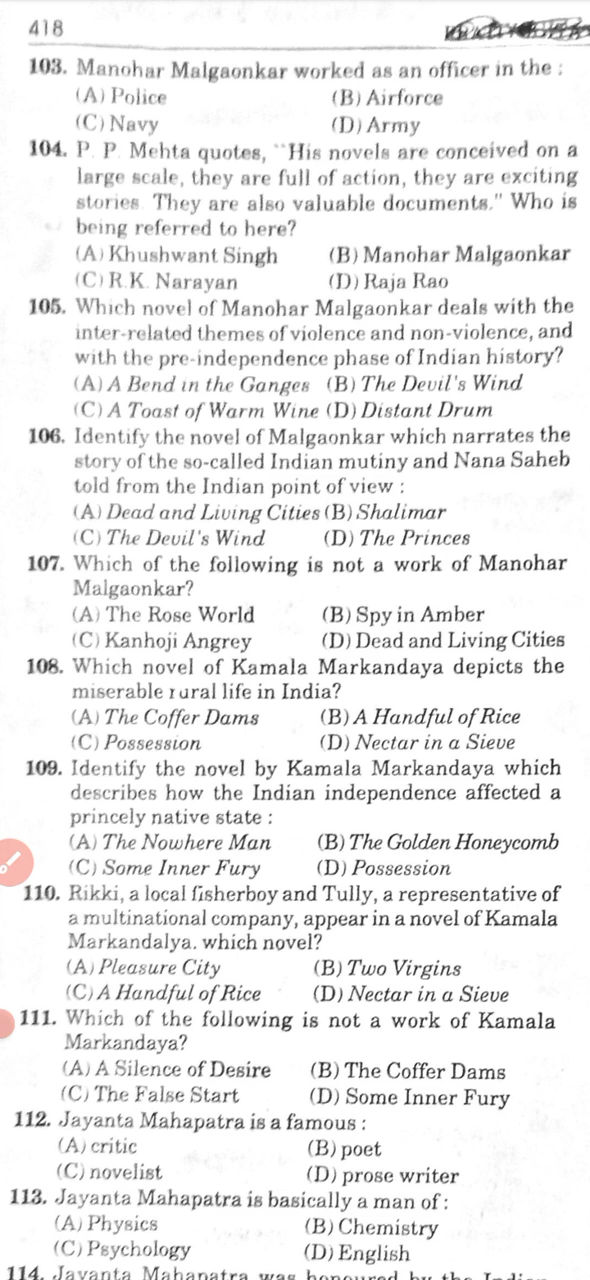 418
103. Manohar Malgaonkar worked as an officer in the :
(A) Police (B) Airforce
(C) Navy (D) Army
104. P. P. Mehta quotes, "His novels are conceived on a
large scale, they are full of action, they are exciting
stories. They are also valuable documents." Who is
being referred to here?
(A) Khushwant Singh (B) Manohar Malgaonkar
(C) R.K. Narayan (D) Raja Rao
105. Which novel of Manohar Malgaonkar deals with the
inter-related themes of violence and non-violence, and
with the pre-independence phase of Indian history?
(A) A Bend in the Ganges (B) The Devil's Wind
(C) A Toast of Warm Wine (D) Distant Drum
106. Identify the novel of Malgaonkar which narrates the
story of the so-called Indian mutiny and Nana Saheb
told from the Indian point of view :
(A) Dead and Living Cities (B) Shalimar
(C) The Devil's Wind (D) The Princes
107. Which of the following is not a work of Manohar
Malgaonkar?
(A) The Rose World (B) Spy in Amber
(C) Kanhoji Angrey (D) Dead and Living Cities
108. Which novel of Kamala Markandaya depicts the
miserable rural life in India?
(A) The Coffer Dams (B) A Handful of Rice
(C) Possession (D) Nectar in a Sieve
109. Identify the novel by Kamala Markandaya which
describes how the Indian independence affected a
princely native state :
(A) The Nowhere Man (B) The Golden Honeycomb
(C) Some Inner Fury (D) Possession
110. Rikki, a local fisherboy and Tully, a representative of
a multinational company, appear in a novel of Kamala
Markandalya. which novel?
(A) Pleasure City (B) Two Virgins
(C) A Handful of Rice (D) Nectar in a Sieve
111. Which of the following is not a work of Kamala
Markandaya?
(A) A Silence of Desire (B) The Coffer Dams
(C) The False Start (D) Some Inner Fury
112. Jayanta Mahapatra is a famous :
(A) critic (B) poet
(C) novelist (D) prose writer
113. Jayanta Mahapatra is basically a man of :
(A) Physics (B) Chemistry
(C) Psychology (D) English
114. Jayanta Mahapatra was honoured by the Indian